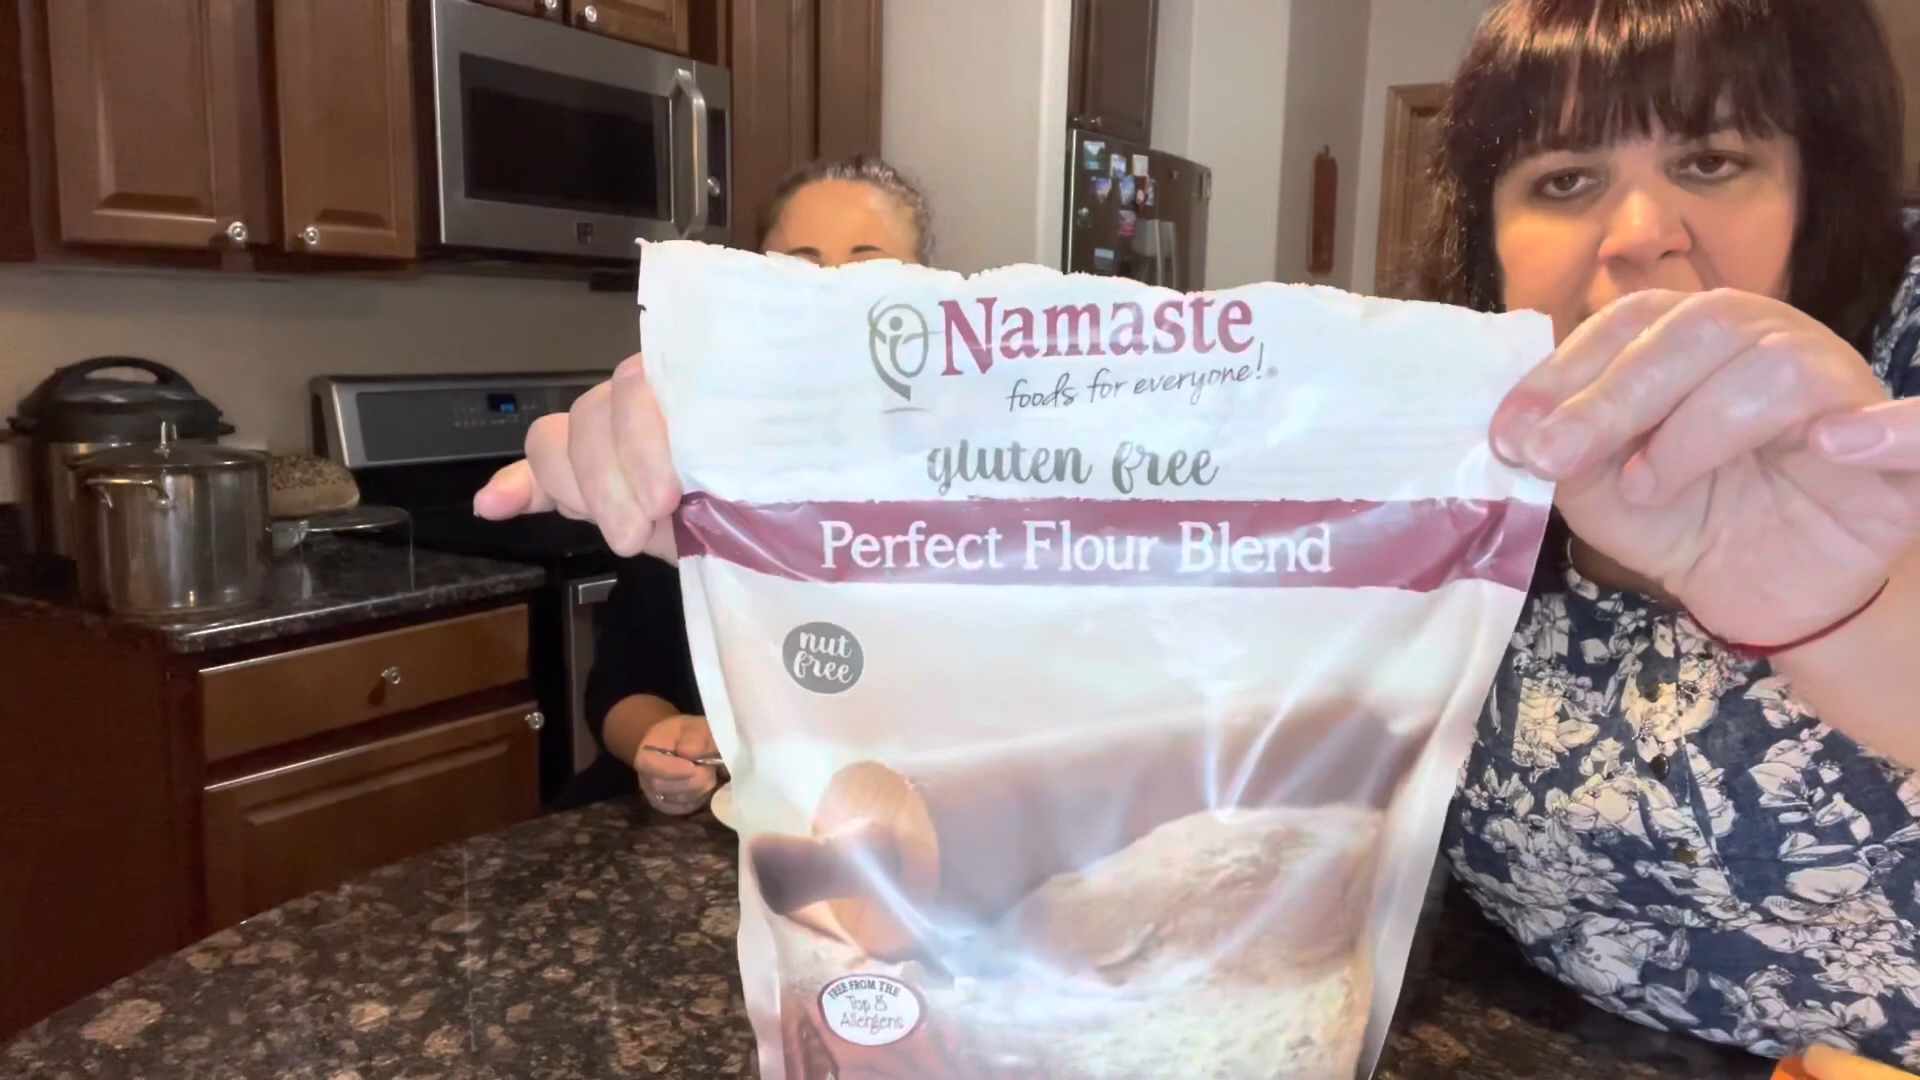 Namaste
foods for everyone!®
gluten free
Perfect Flour Blend
nut
free
FREE FROM THE
Top 8
Allergens